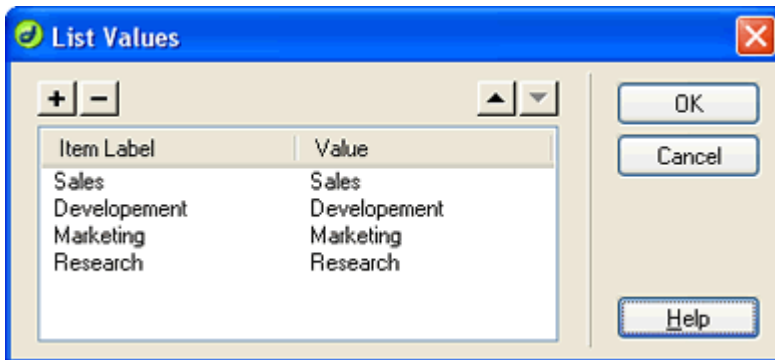 List Values
OK
Cancel
Item Label Value
Sales Sales
Developement Developement
Marketing Marketing
Research Research
Help